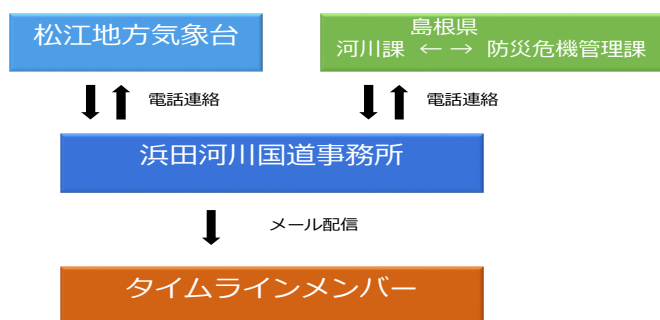 松江地方気象台
島根県
河川課 ←→ 防災危機管理課
電話連絡
電話連絡
浜田河川国道事務所
メール配信
タイムラインメンバー